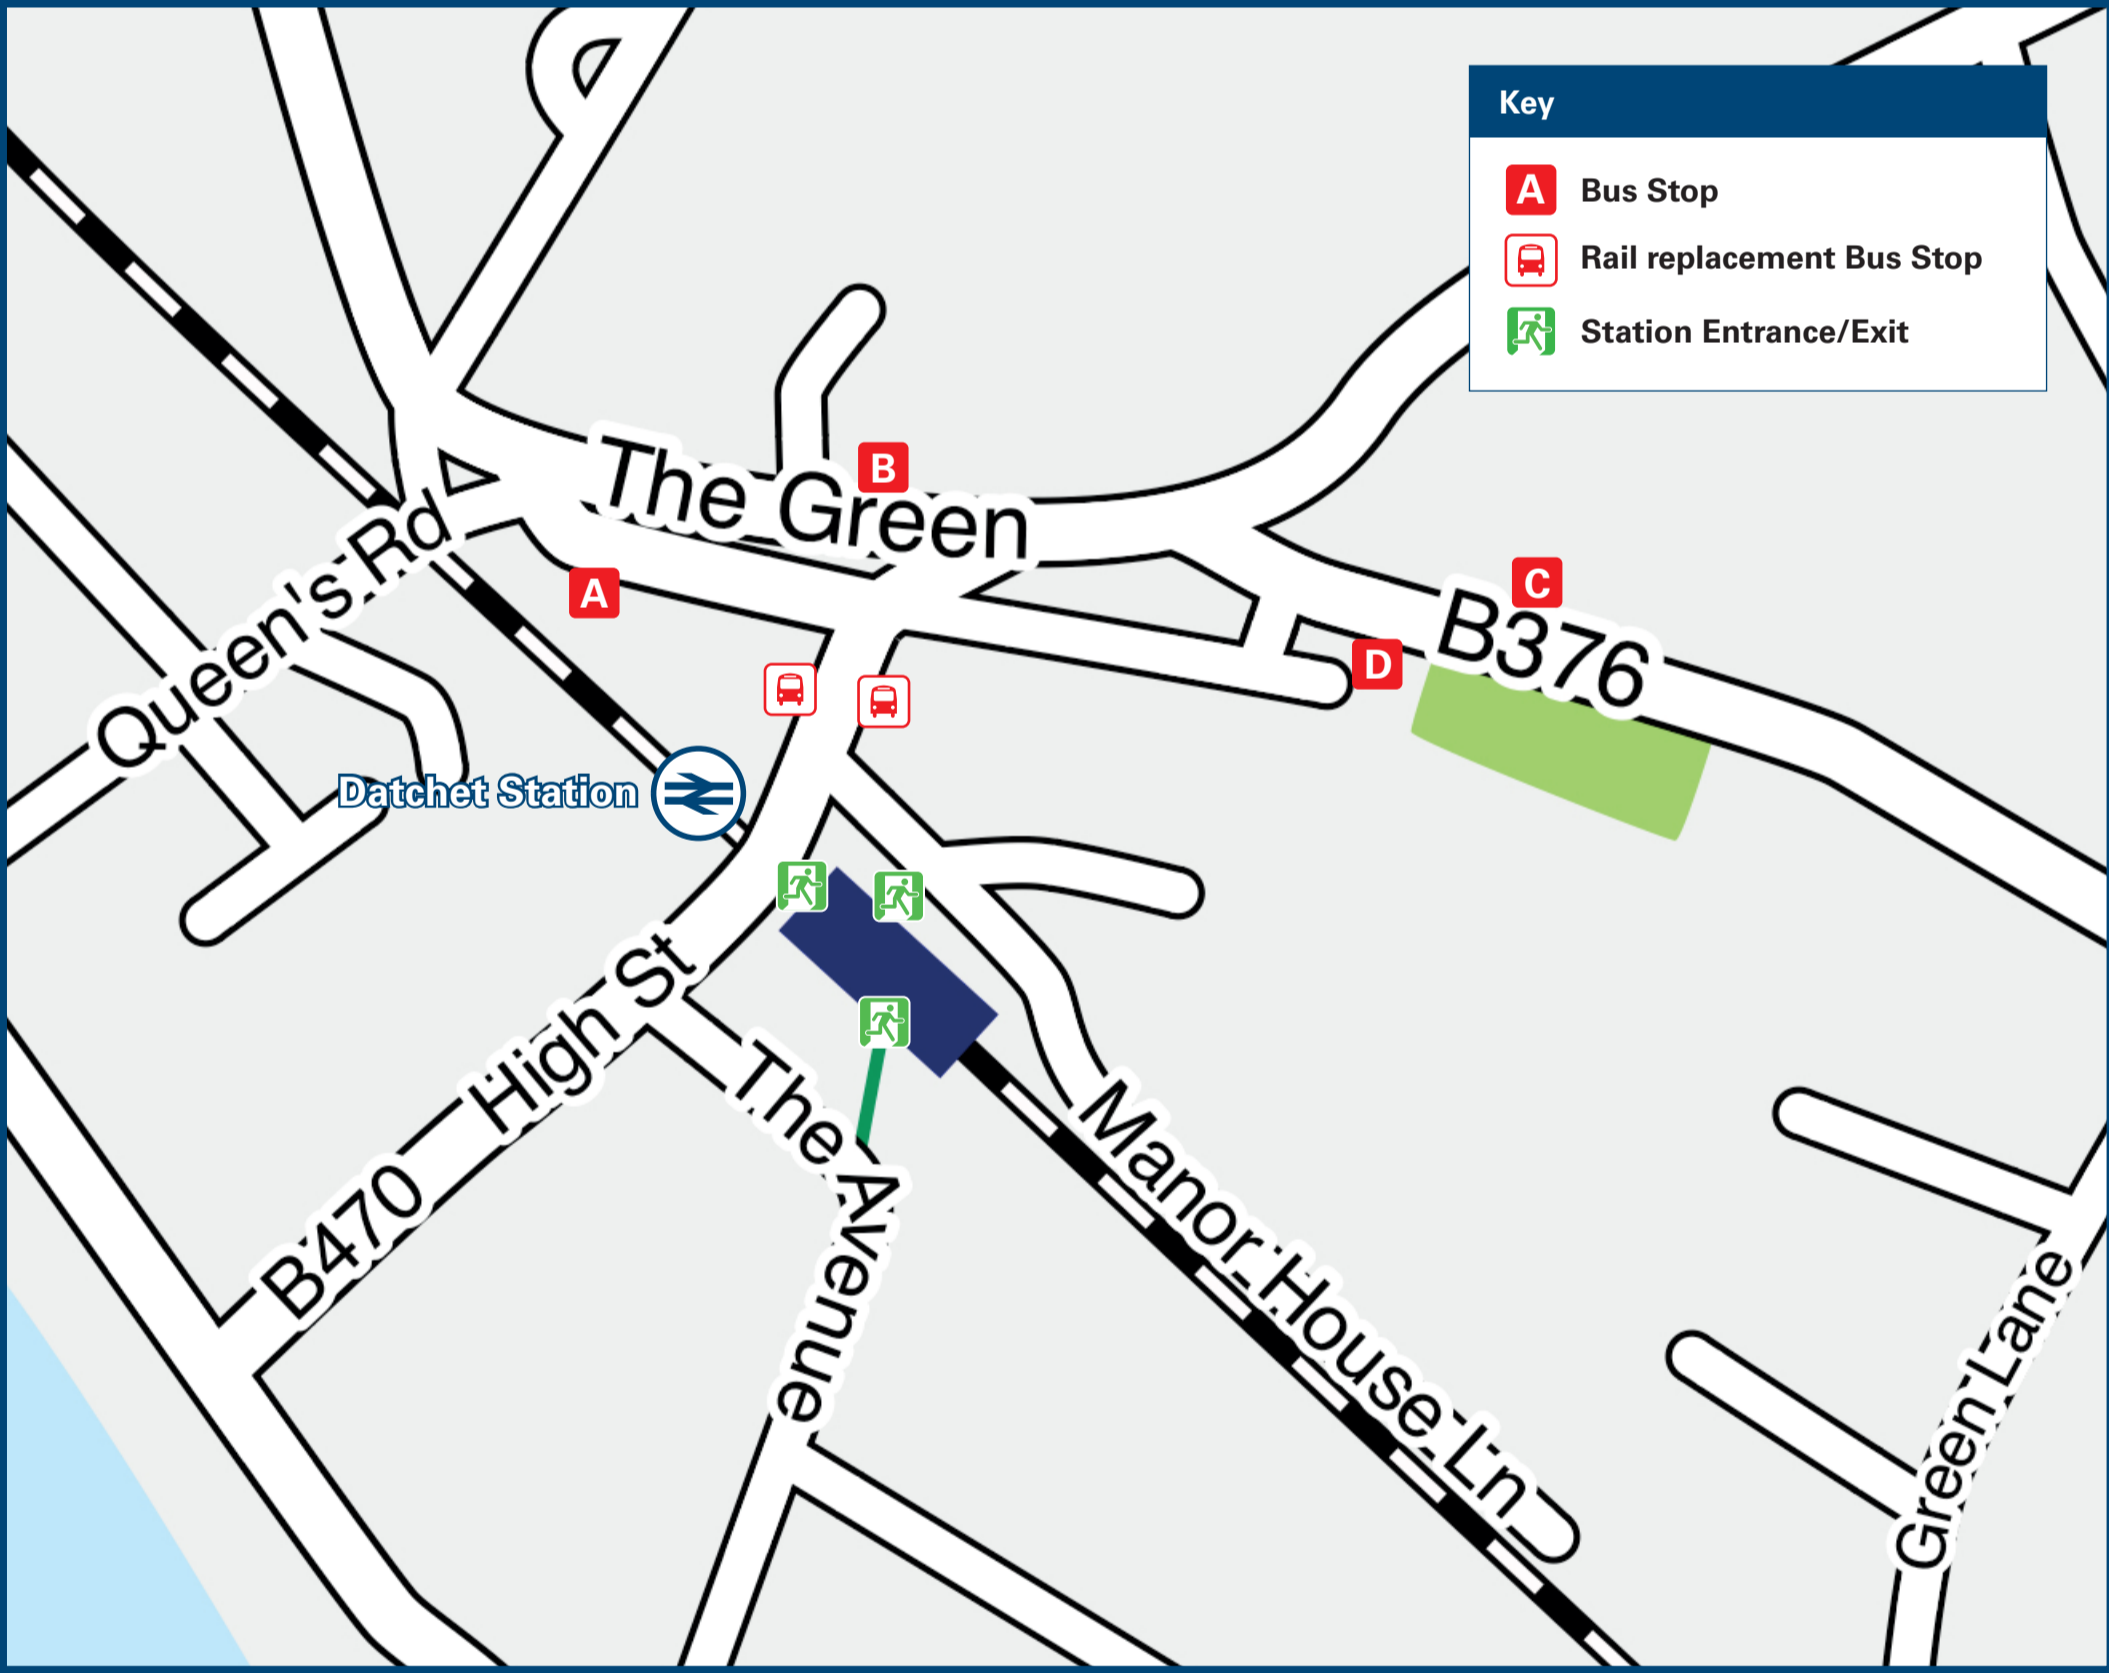 Key
A Bus Stop
Rail replacement Bus Stop
Station Entrance/Exit
The Green
B
C
A
B376
D
Queen's Rd
Datchet Station
High St
The Avenue
B470
Manor House Ln
Green Lane